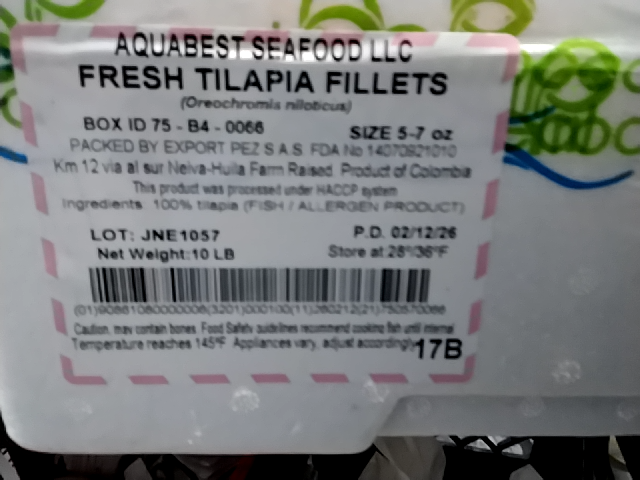 AQUABEST SEAFOOD LLC
FRESH TILAPIA FILLETS
(Oreochromis niloticus)
BOX ID 75 - B4 - 0066
SIZE 5-7 oz
PACKED BY EXPORT PEZ S.A.S. FDA No 14070921010
Km 12 via al sur Neiva-Huila Farm Raised. Product of Colombia
This product was processed under HACCP system
Ingredients: 100% tilapia (FISH / ALLERGEN PRODUCT)
LOT: JNE1057
P.D. 02/12/26
Net Weight:10 LB
Store at:28°/36°F
Caution, may contain bones. Food Safety guidelines recommend cooking fish until internal
Temperature reaches 145°F. Appliances vary, adjust accordingly
17B